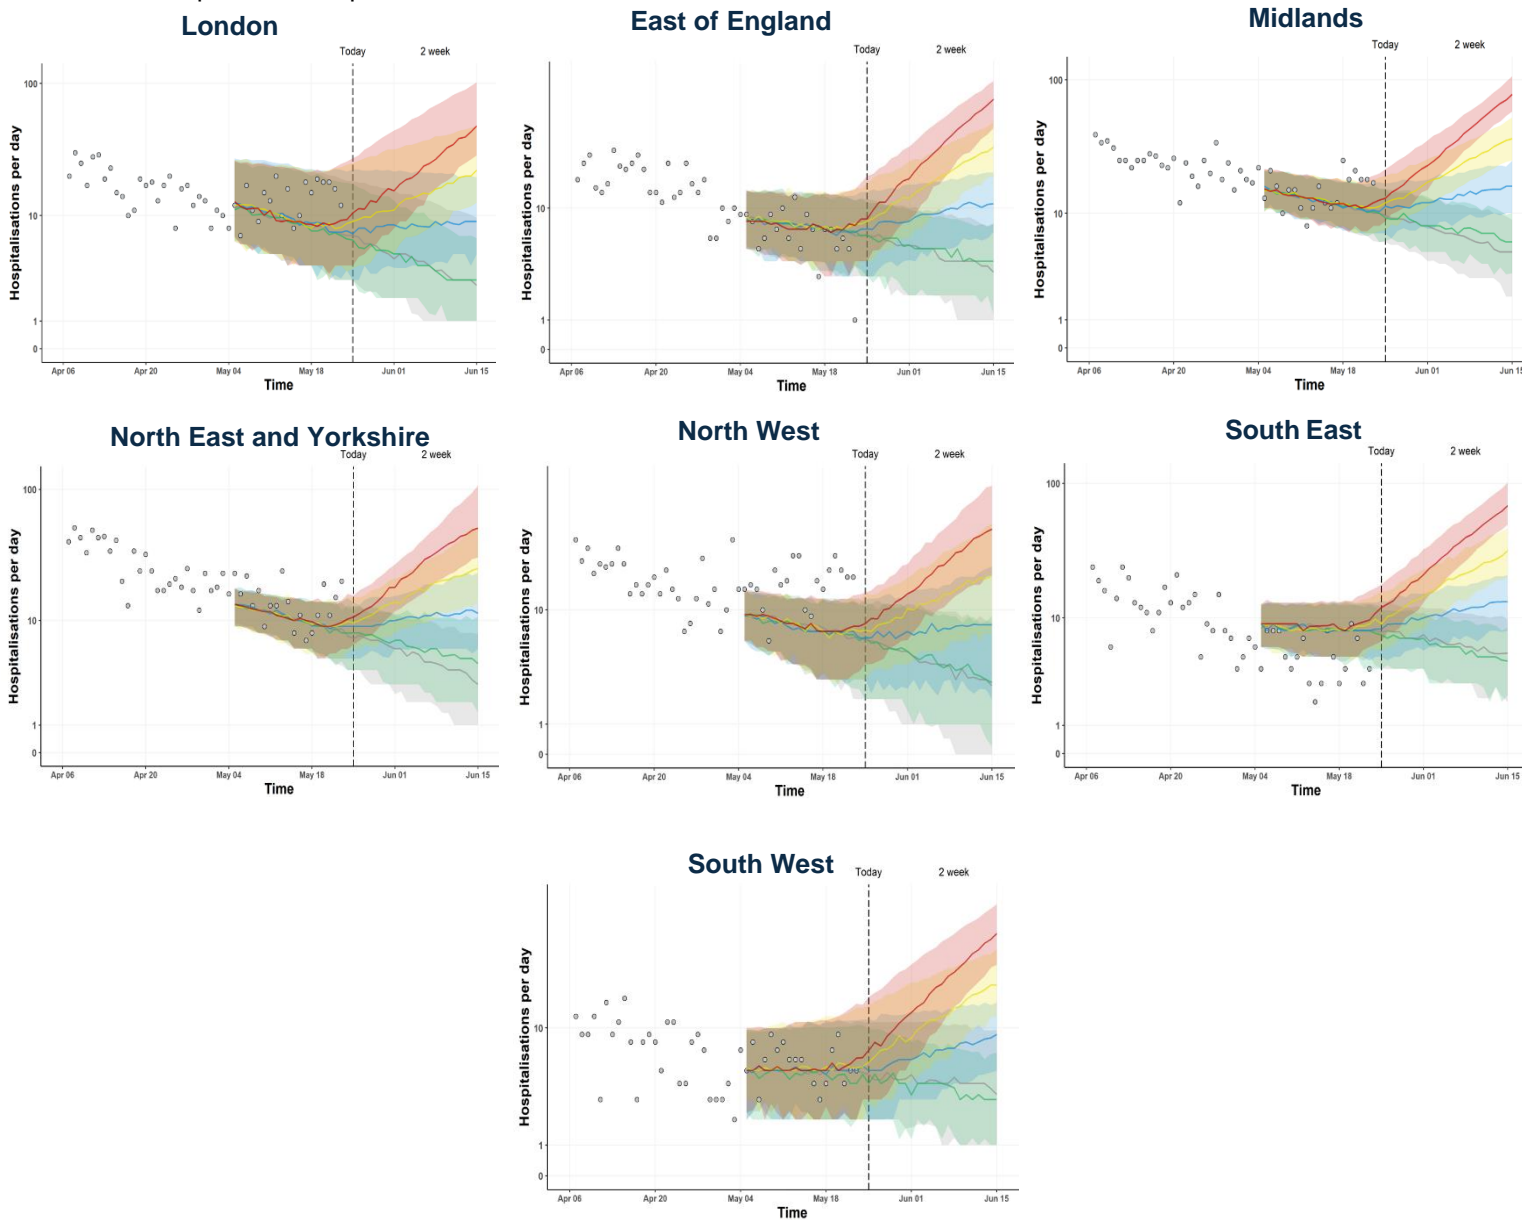 London
East of England
Midlands
Today 2 week
Today 2 week
Today 2 week
Hospitalisations per day
100
10
1
0
Apr 06 Apr 20 May 04 May 18 Jun 01 Jun 15
Time
Hospitalisations per day
10
1
0
Apr 06 Apr 20 May 04 May 18 Jun 01 Jun 15
Time
Hospitalisations per day
100
10
1
0
Apr 06 Apr 20 May 04 May 18 Jun 01 Jun 15
Time
North East and Yorkshire
North West
South East
Today 2 week
Today 2 week
Today 2 week
Hospitalisations per day
100
10
1
0
Apr 06 Apr 20 May 04 May 18 Jun 01 Jun 15
Time
Hospitalisations per day
10
1
0
Apr 06 Apr 20 May 04 May 18 Jun 01 Jun 15
Time
Hospitalisations per day
100
10
1
0
Apr 06 Apr 20 May 04 May 18 Jun 01 Jun 15
Time
South West
Today 2 week
Hospitalisations per day
10
1
0
Apr 06 Apr 20 May 04 May 18 Jun 01 Jun 15
Time